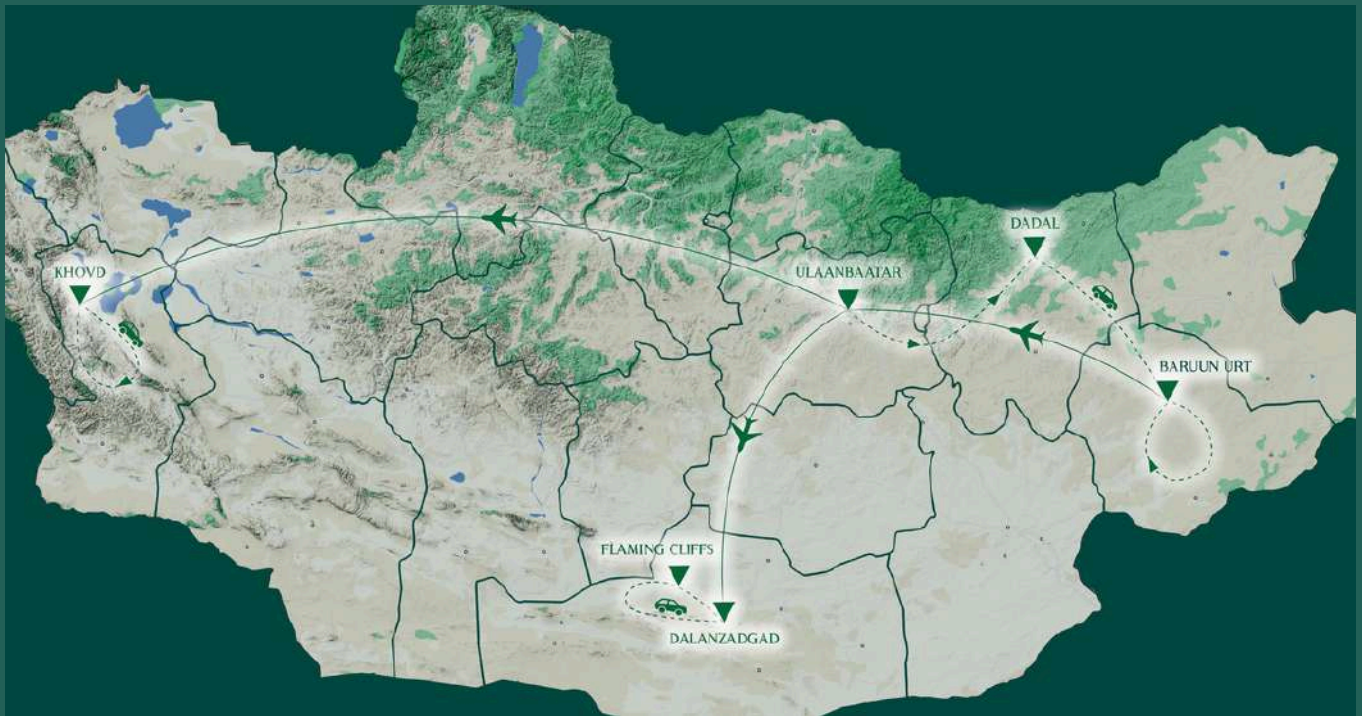 DADAL
KHOVD
ULAANBAATAR
BARUUN URT
FLAMING CLIFFS
DALANZADGAD